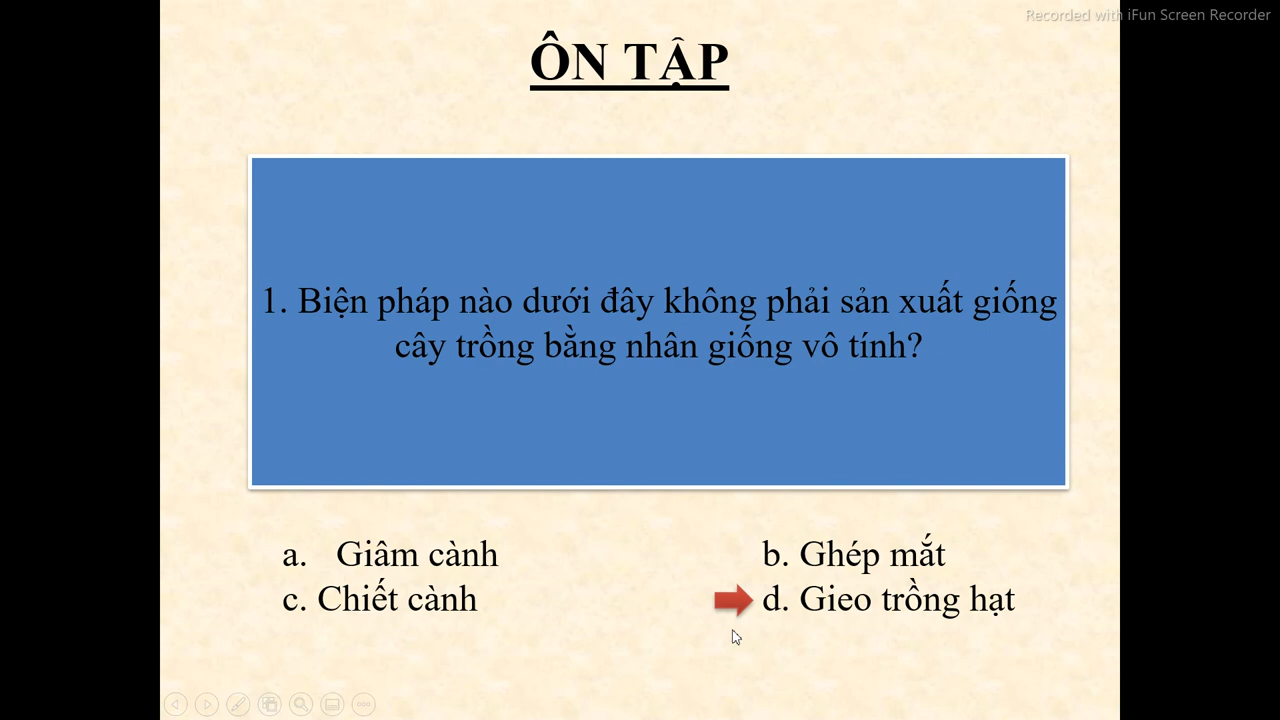 Recorded with iFun Screen Recorder
ÔN TẬP
1. Biện pháp nào dưới đây không phải sản xuất giống
cây trồng bằng nhân giống vô tính?
a. Giâm cành
b. Ghép mắt
c. Chiết cành
d. Gieo trồng hạt